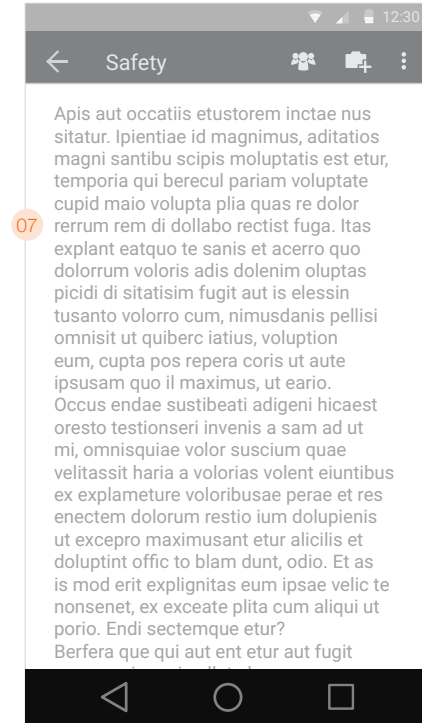 12:30
Safety
Apis aut occatiis etustorem inctae nus
sitatur. Ipientiae id magnimus, aditatios
magni santibu scipis moluptatis est etur,
temporia qui berecul pariam voluptate
cupid maio volupta plia quas re dolor
07
rerrum rem di dollabo rectist fuga. Itas
explant eatquo te sanis et acerro quo
dolorrum voloris adis dolenim oluptas
picidi di sitatisim fugit aut is elessin
tusanto volorro cum, nimusdanis pellisi
omnisit ut quiberc iatius, voluption
eum, cupta pos repera coris ut aute
ipsusam quo il maximus, ut eario.
Occus endae sustibeati adigeni hicaest
oresto testionseri invenis a sam ad ut
mi, omnisquiae volor suscium quae
velitassit haria a volorias volent eiuntibus
ex explameture voloribusae perae et res
enectem dolorum restio ium dolupienis
ut excepro maximusant etur alicilis et
doluptint offic to blam dunt, odio. Et as
is mod erit explignitas eum ipsae velic te
nonsenet, ex exceate plita cum aliqui ut
porio. Endi sectemque etur?
Berfera que qui aut ent etur aut fugit